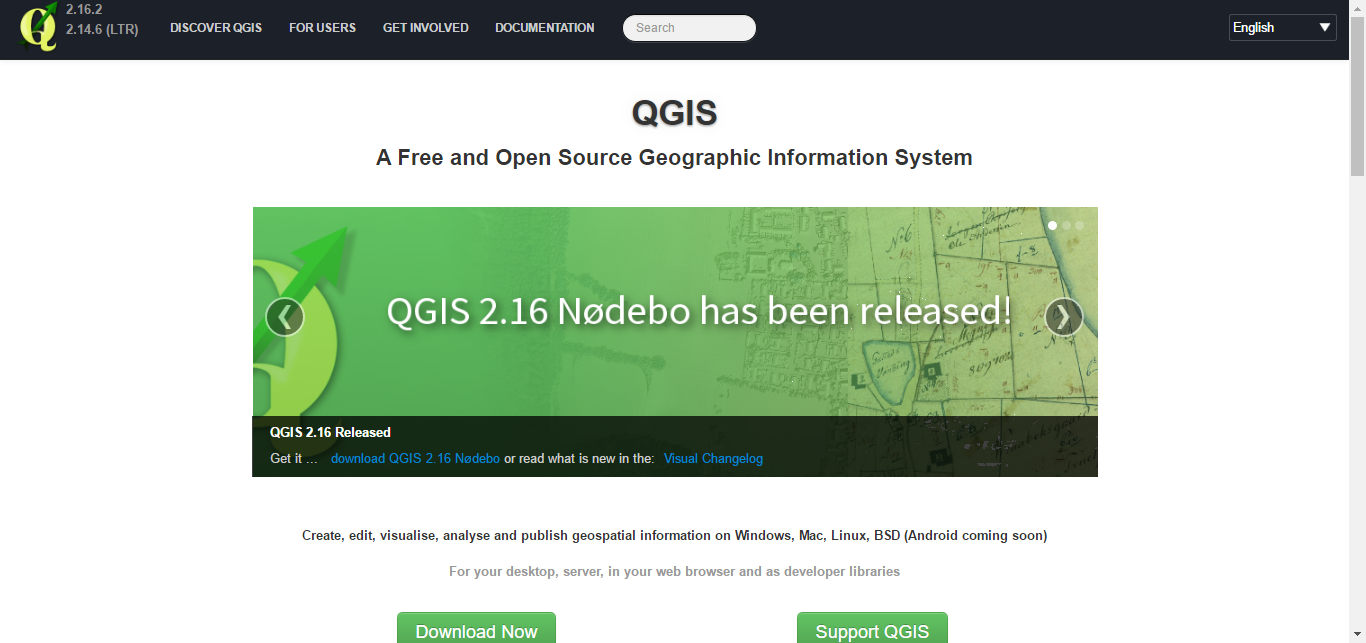 2.16.2
2.14.6 (LTR)
DISCOVER QGIS FOR USERS GET INVOLVED DOCUMENTATION Search English
QGIS
A Free and Open Source Geographic Information System
QGIS 2.16 Nødebo has been released!
QGIS 2.16 Released
Get it ... download QGIS 2.16 Nødebo or read what is new in the: Visual Changelog
Create, edit, visualise, analyse and publish geospatial information on Windows, Mac, Linux, BSD (Android coming soon)
For your desktop, server, in your web browser and as developer libraries
Download Now Support QGIS